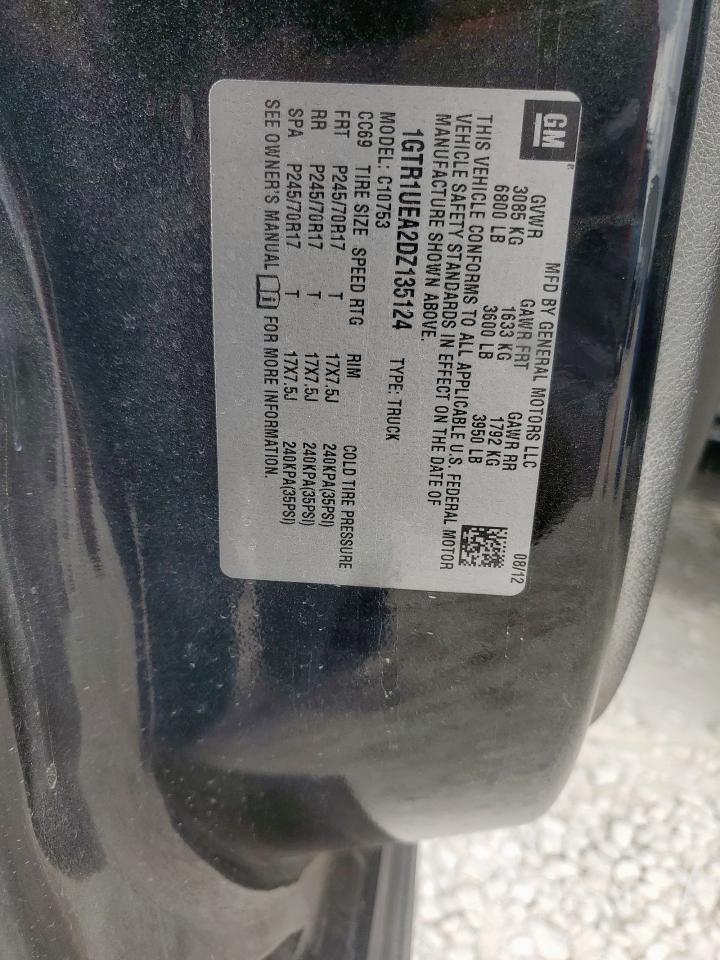 GM
MFD BY GENERAL MOTORS LLC 08/12
GVWR GAWR FRT GAWR RR
3085 KG 1633 KG 1792 KG
6800 LB 3600 LB 3950 LB
THIS VEHICLE CONFORMS TO ALL APPLICABLE U.S. FEDERAL MOTOR
VEHICLE SAFETY STANDARDS IN EFFECT ON THE DATE OF
MANUFACTURE SHOWN ABOVE.
1GTR1UEA2DZ135124 TYPE: TRUCK
MODEL: C10753
CC69 TIRE SIZE SPEED RTG RIM COLD TIRE PRESSURE
FRT P245/70R17 T 17X7.5J 240KPA(35PSI)
RR P245/70R17 T 17X7.5J 240KPA(35PSI)
SPA P245/70R17 T 17X7.5J 240KPA(35PSI)
SEE OWNER'S MANUAL FOR MORE INFORMATION.